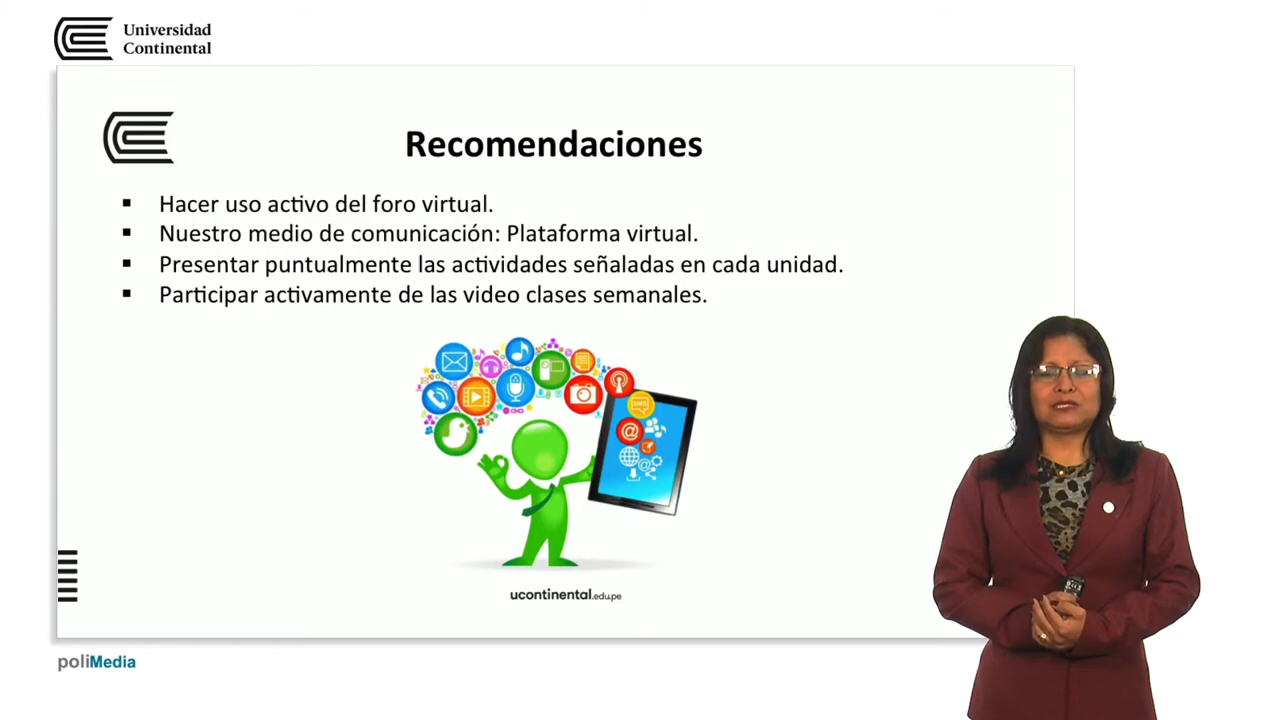 Universidad
Continental
Recomendaciones
▪ Hacer uso activo del foro virtual.
▪ Nuestro medio de comunicación: Plataforma virtual.
▪ Presentar puntualmente las actividades señaladas en cada unidad.
▪ Participar activamente de las video clases semanales.
@
@
ucontinental.edu.pe
poliMedia